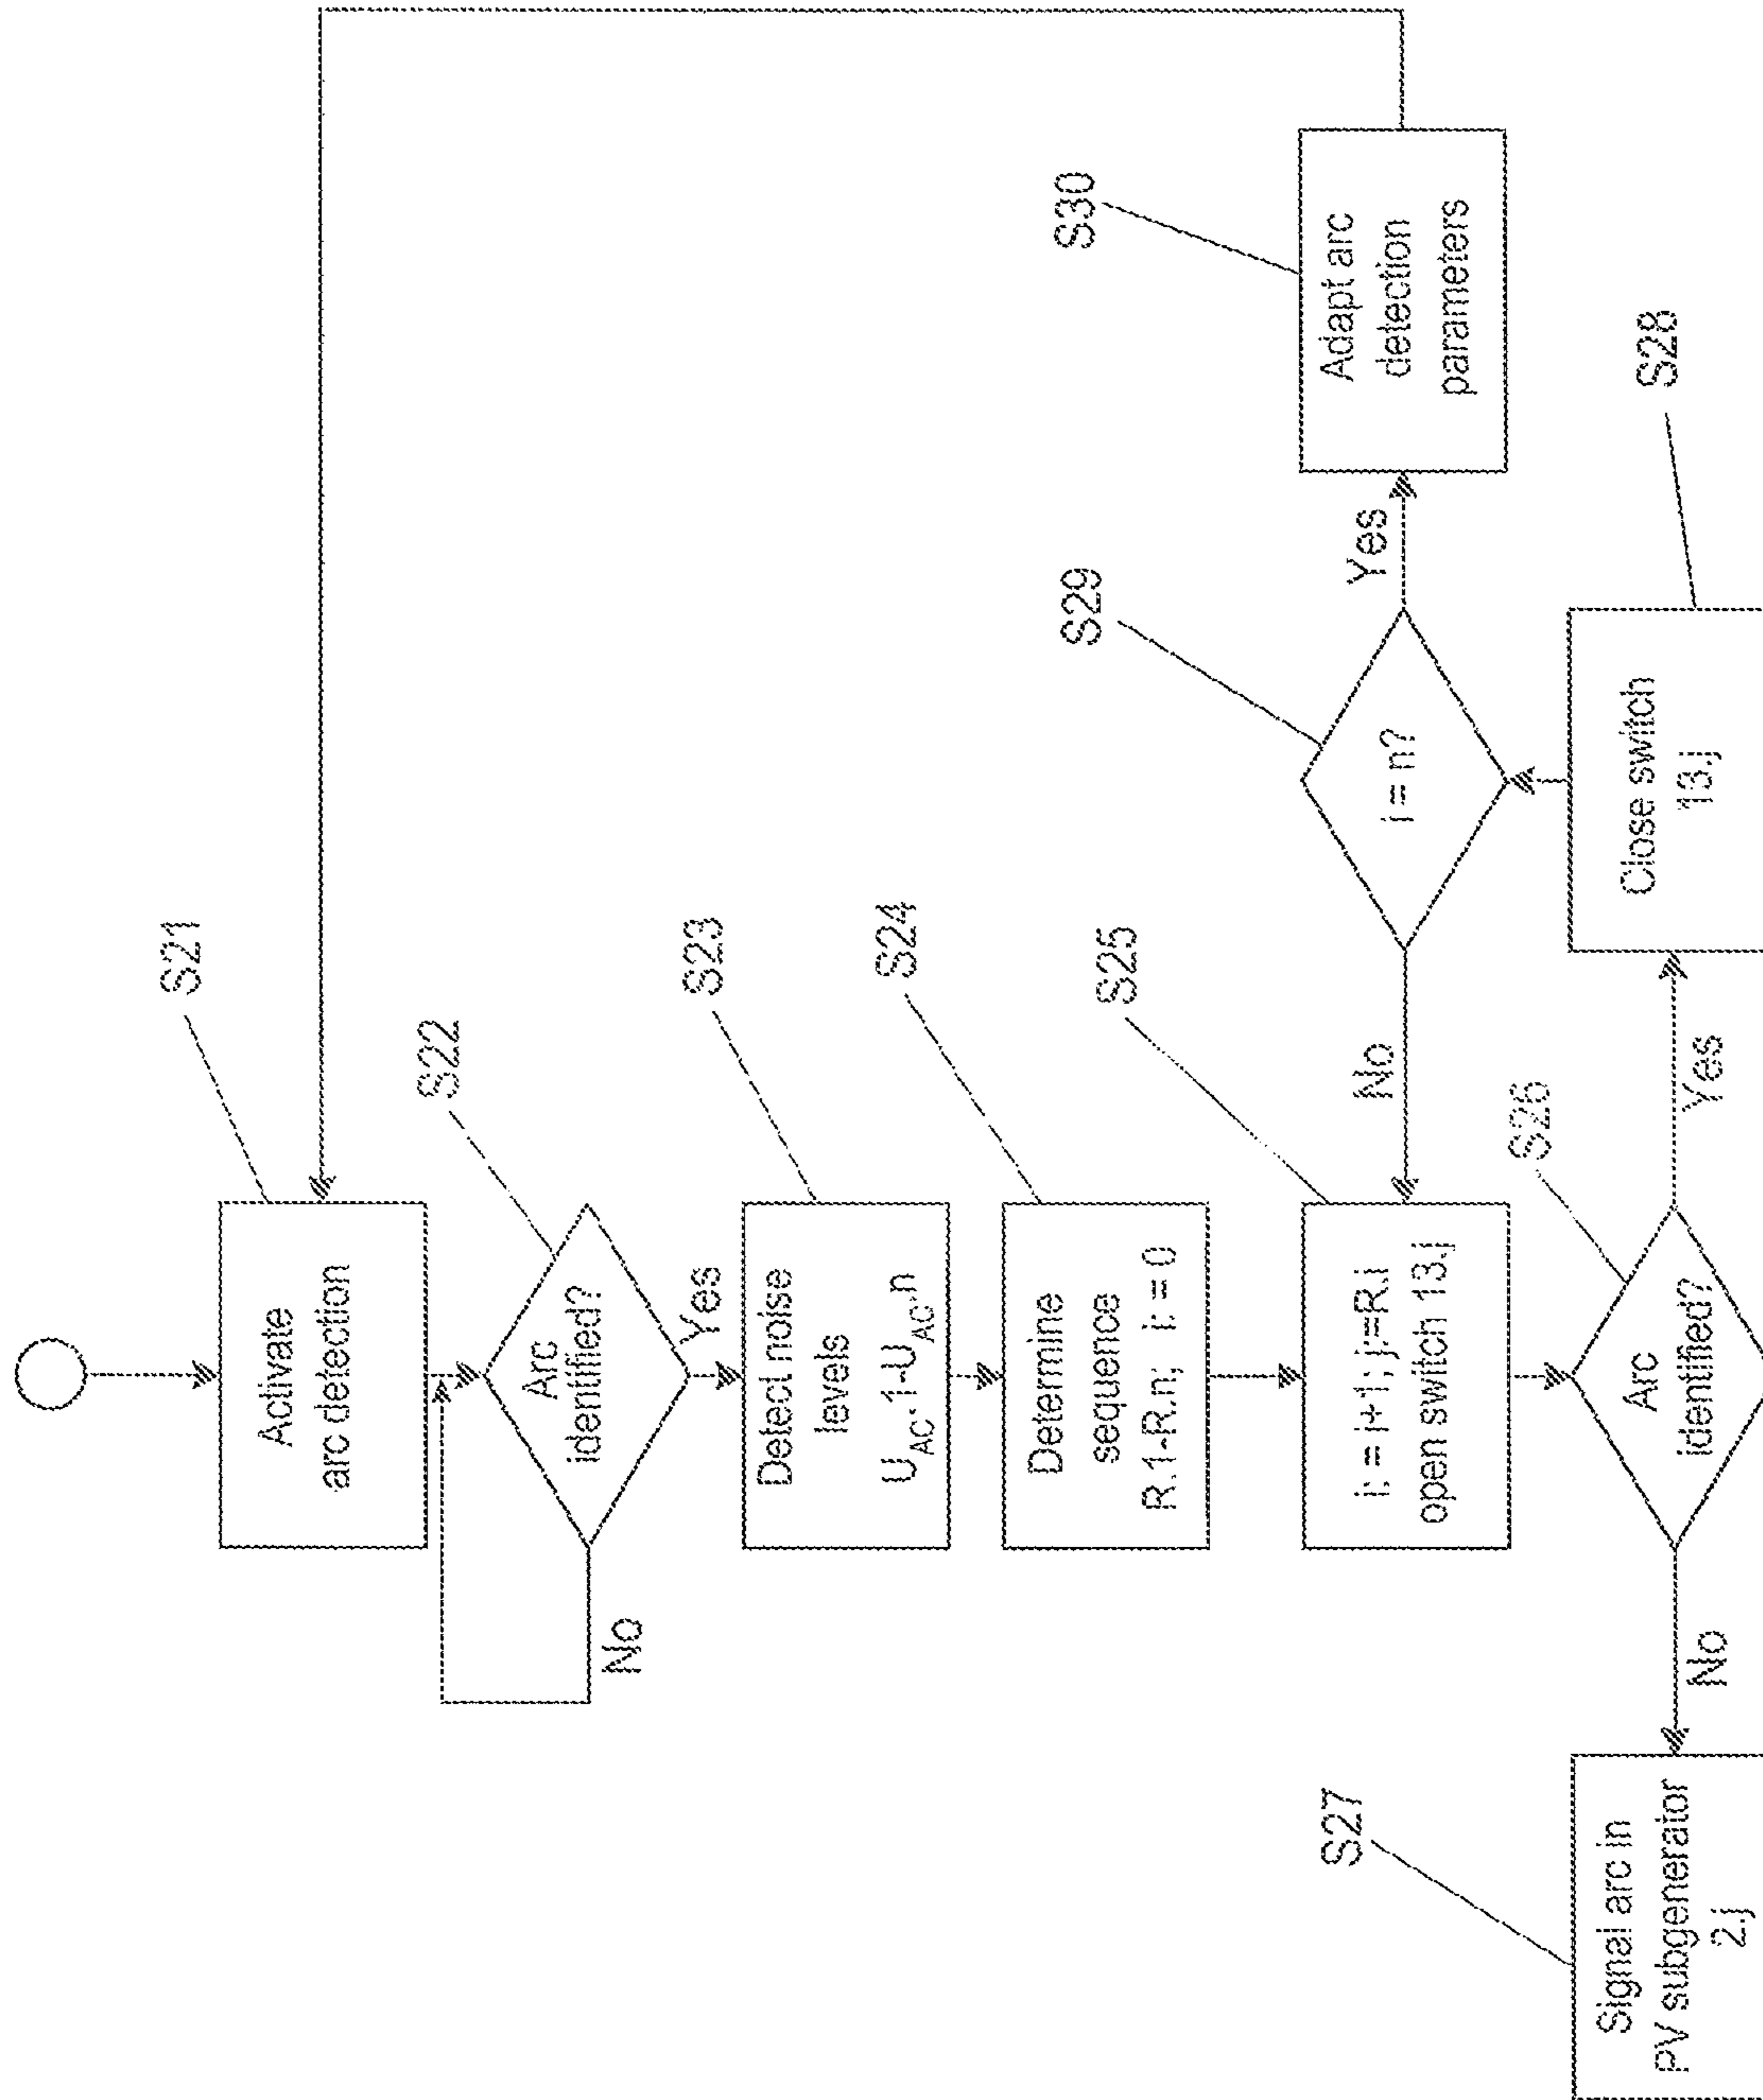 S21
Activate
arc detection
S22
Arc
identified?
No
Yes
S23
Detect noise
levels
U_AC,1-U_AC,n
S24
Determine
sequence
R.1-R.n; i: = 0
S25
i: = i+1; j:=R.i
open switch 13.j
No
S26
Arc
identified?
No
Yes
S27
Signal arc in
PV subgenerator
2.j
S28
Close switch
13.j
S29
i = n?
Yes
S30
Adapt arc
detection
parameters